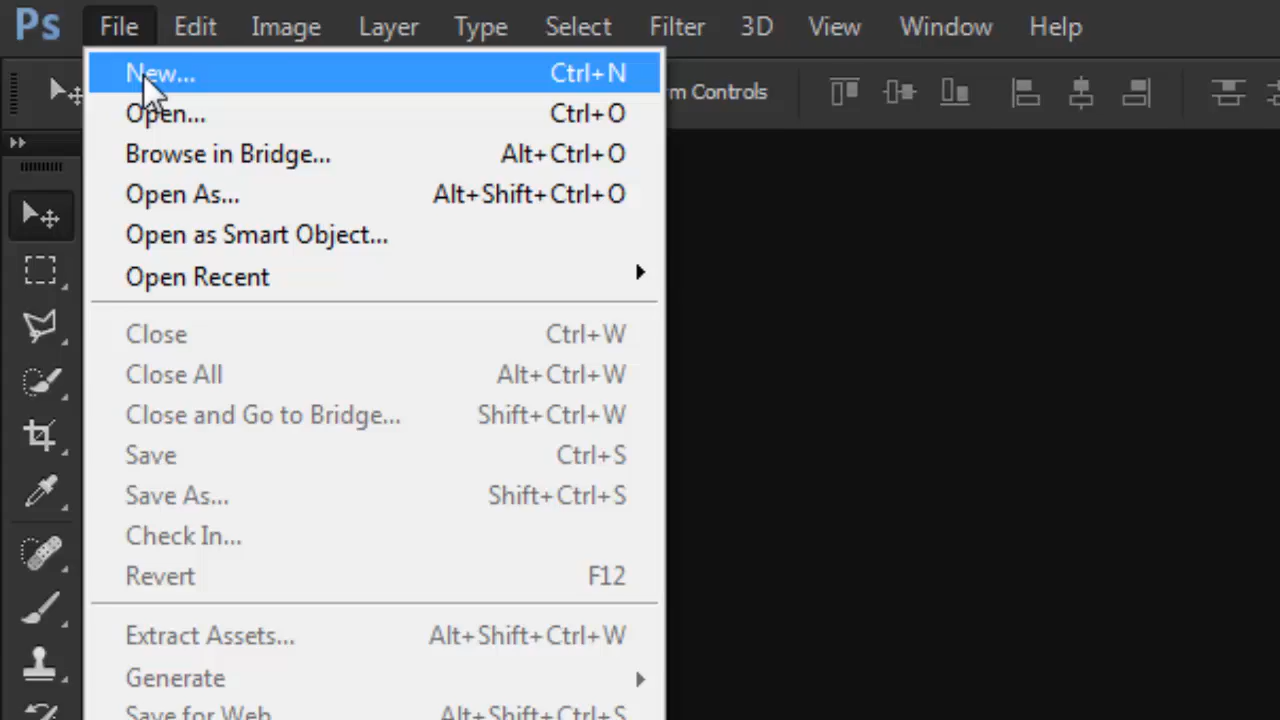 Ps File Edit Image Layer Type Select Filter 3D View Window Help
New... Ctrl+N
m Controls
Open... Ctrl+O
Browse in Bridge... Alt+Ctrl+O
Open As... Alt+Shift+Ctrl+O
Open as Smart Object...
Open Recent
Close Ctrl+W
Close All Alt+Ctrl+W
Close and Go to Bridge... Shift+Ctrl+W
Save Ctrl+S
Save As... Shift+Ctrl+S
Check In...
Revert F12
Extract Assets... Alt+Shift+Ctrl+W
Generate
Save for Web Alt+Shift+Ctrl+S